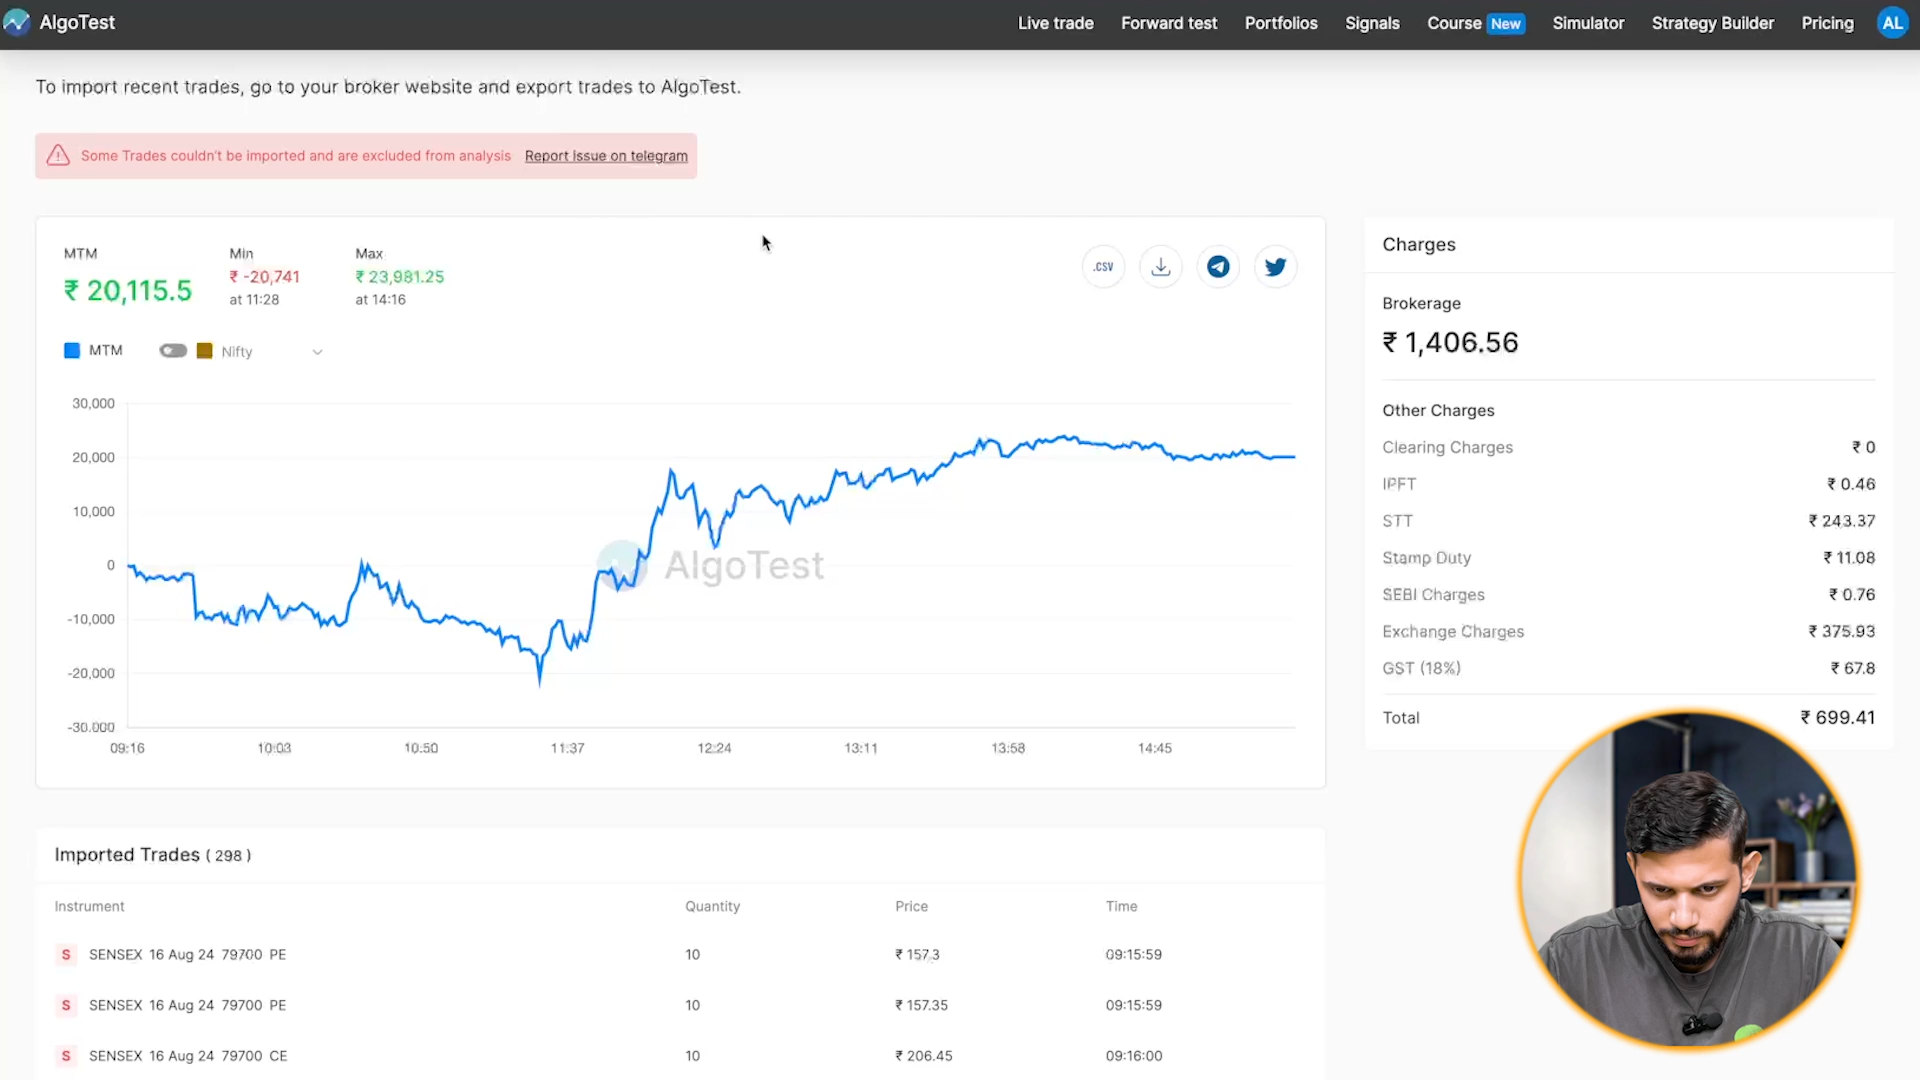 AlgoTest
Live trade Forward test Portfolios Signals Course New Simulator Strategy Builder Pricing AL
To import recent trades, go to your broker website and export trades to AlgoTest.
Some Trades couldn't be imported and are excluded from analysis Report issue on telegram
MTM
₹ 20,115.5
Min
₹ -20,741
at 11:28
Max
₹ 23,981.25
at 14:16
.CSV
MTM Nifty
30,000
20,000
10,000
0
-10,000
-20,000
-30.000
AlgoTest
09:16 10:03 10:50 11:37 12:24 13:11 13:58 14:45
Charges
Brokerage
₹ 1,406.56
Other Charges
Clearing Charges ₹ 0
IPFT ₹ 0.46
STT ₹ 243.37
Stamp Duty ₹ 11.08
SEBI Charges ₹ 0.76
Exchange Charges ₹ 375.93
GST (18%) ₹ 67.8
Total ₹ 699.41
Imported Trades ( 298 )
Instrument Quantity Price Time
S SENSEX 16 Aug 24 79700 PE 10 ₹ 157.3 09:15:59
S SENSEX 16 Aug 24 79700 PE 10 ₹ 157.35 09:15:59
S SENSEX 16 Aug 24 79700 CE 10 ₹ 206.45 09:16:00